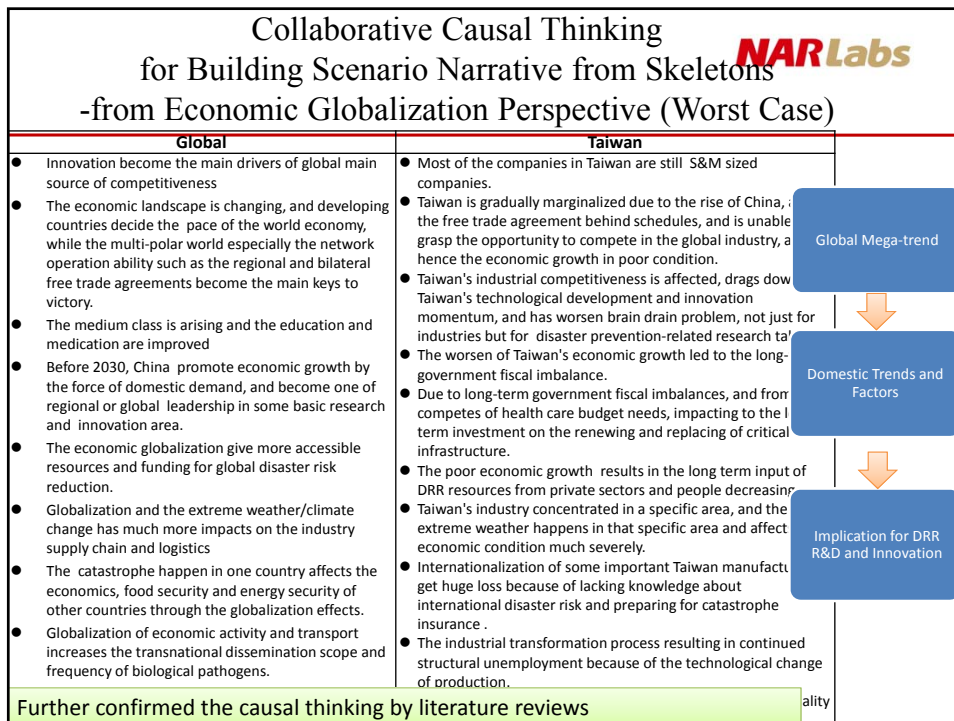 Collaborative Causal Thinking
for Building Scenario Narrative from Skeletons
-from Economic Globalization Perspective (Worst Case)
NARLabs
Global
● Innovation become the main drivers of global main
source of competitiveness
● The economic landscape is changing, and developing
countries decide the pace of the world economy,
while the multi-polar world especially the network
operation ability such as the regional and bilateral
free trade agreements become the main keys to
victory.
● The medium class is arising and the education and
medication are improved
● Before 2030, China promote economic growth by
the force of domestic demand, and become one of
regional or global leadership in some basic research
and innovation area.
● The economic globalization give more accessible
resources and funding for global disaster risk
reduction.
● Globalization and the extreme weather/climate
change has much more impacts on the industry
supply chain and logistics
● The catastrophe happen in one country affects the
economics, food security and energy security of
other countries through the globalization effects.
● Globalization of economic activity and transport
increases the transnational dissemination scope and
frequency of biological pathogens.
Taiwan
● Most of the companies in Taiwan are still S&M sized
companies.
● Taiwan is gradually marginalized due to the rise of China,
the free trade agreement behind schedules, and is unable
grasp the opportunity to compete in the global industry, a
hence the economic growth in poor condition.
● Taiwan's industrial competitiveness is affected, drags dow
Taiwan's technological development and innovation
momentum, and has worsen brain drain problem, not just for
industries but for disaster prevention-related research ta
● The worsen of Taiwan's economic growth led to the long-
government fiscal imbalance.
● Due to long-term government fiscal imbalances, and from
competes of health care budget needs, impacting to the l
term investment on the renewing and replacing of critical
infrastructure.
● The poor economic growth results in the long term input of
DRR resources from private sectors and people decreasing
● Taiwan's industry concentrated in a specific area, and the
extreme weather happens in that specific area and affect
economic condition much severely.
● Internationalization of some important Taiwan manufactu
get huge loss because of lacking knowledge about
international disaster risk and preparing for catastrophe
insurance .
● The industrial transformation process resulting in continued
structural unemployment because of the technological change
of production.
ality
Global Mega-trend
Domestic Trends and
Factors
Implication for DRR
R&D and Innovation
Further confirmed the causal thinking by literature reviews